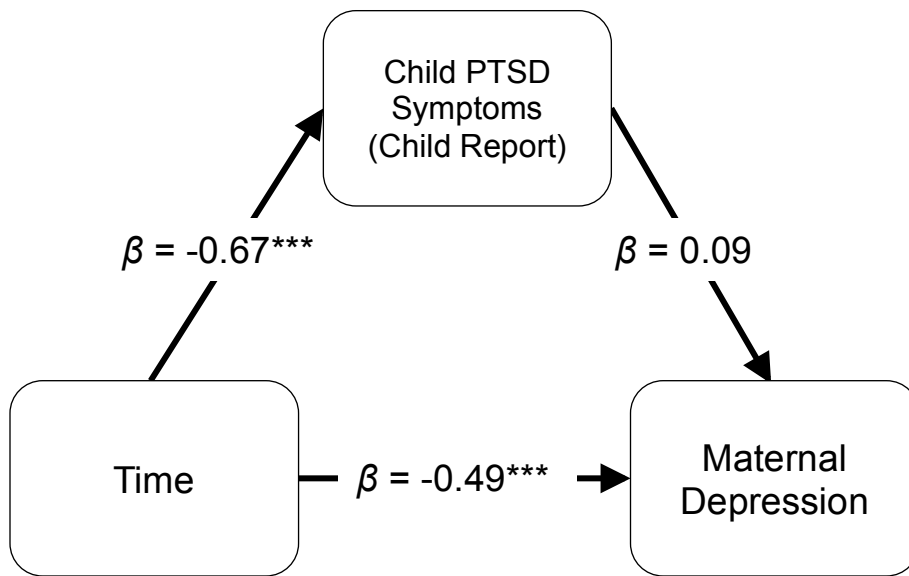 Child PTSD
Symptoms
(Child Report)
β = -0.67***
β = 0.09
Time
β = -0.49***
Maternal
Depression